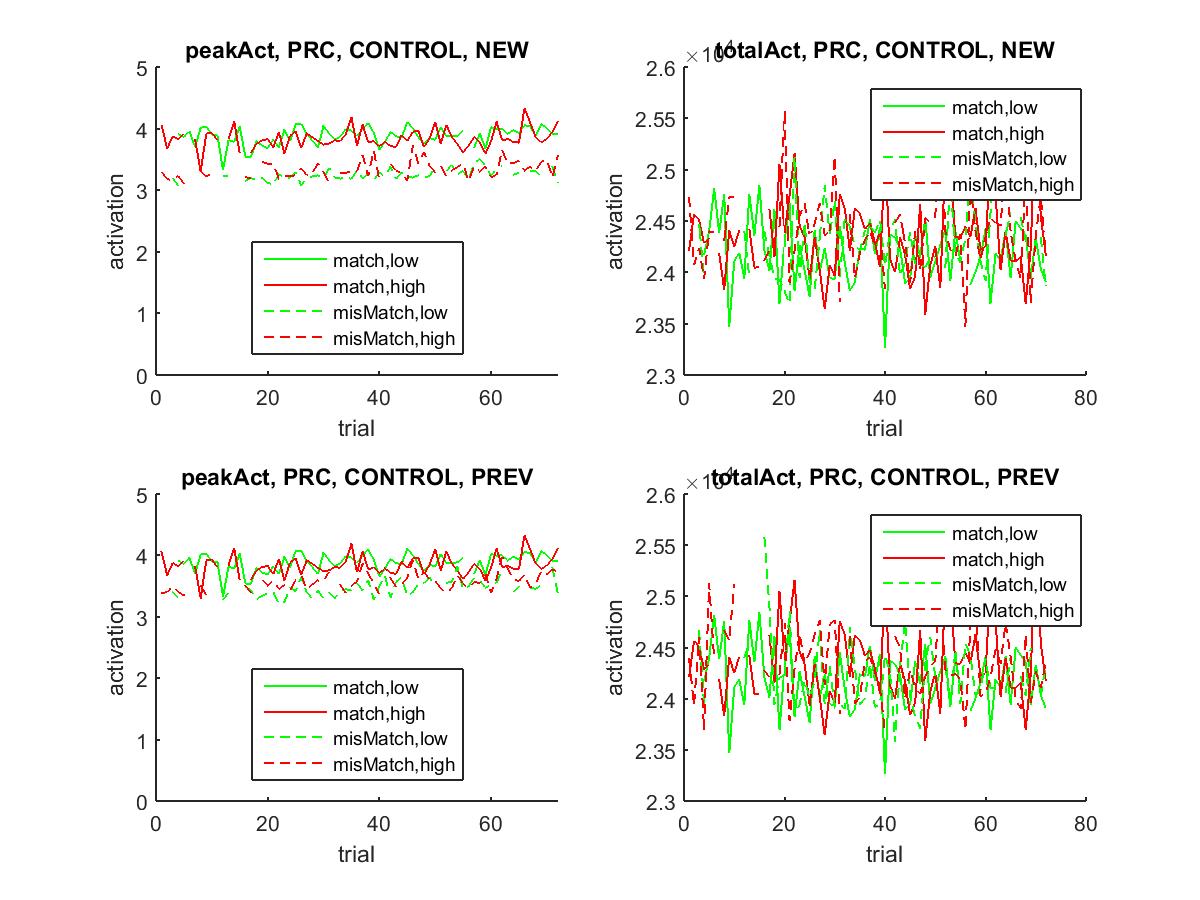 peakAct, PRC, CONTROL, NEW
5
4
3
2
1
0
activation
0 20 40 60
trial
match,low
match,high
misMatch,low
misMatch,high
×10⁴
totalAct, PRC, CONTROL, NEW
2.6
2.55
2.5
2.45
2.4
2.35
2.3
activation
0 20 40 60 80
trial
match,low
match,high
misMatch,low
misMatch,high
peakAct, PRC, CONTROL, PREV
5
4
3
2
1
0
activation
0 20 40 60
trial
match,low
match,high
misMatch,low
misMatch,high
×10⁴
totalAct, PRC, CONTROL, PREV
2.6
2.55
2.5
2.45
2.4
2.35
2.3
activation
0 20 40 60 80
trial
match,low
match,high
misMatch,low
misMatch,high